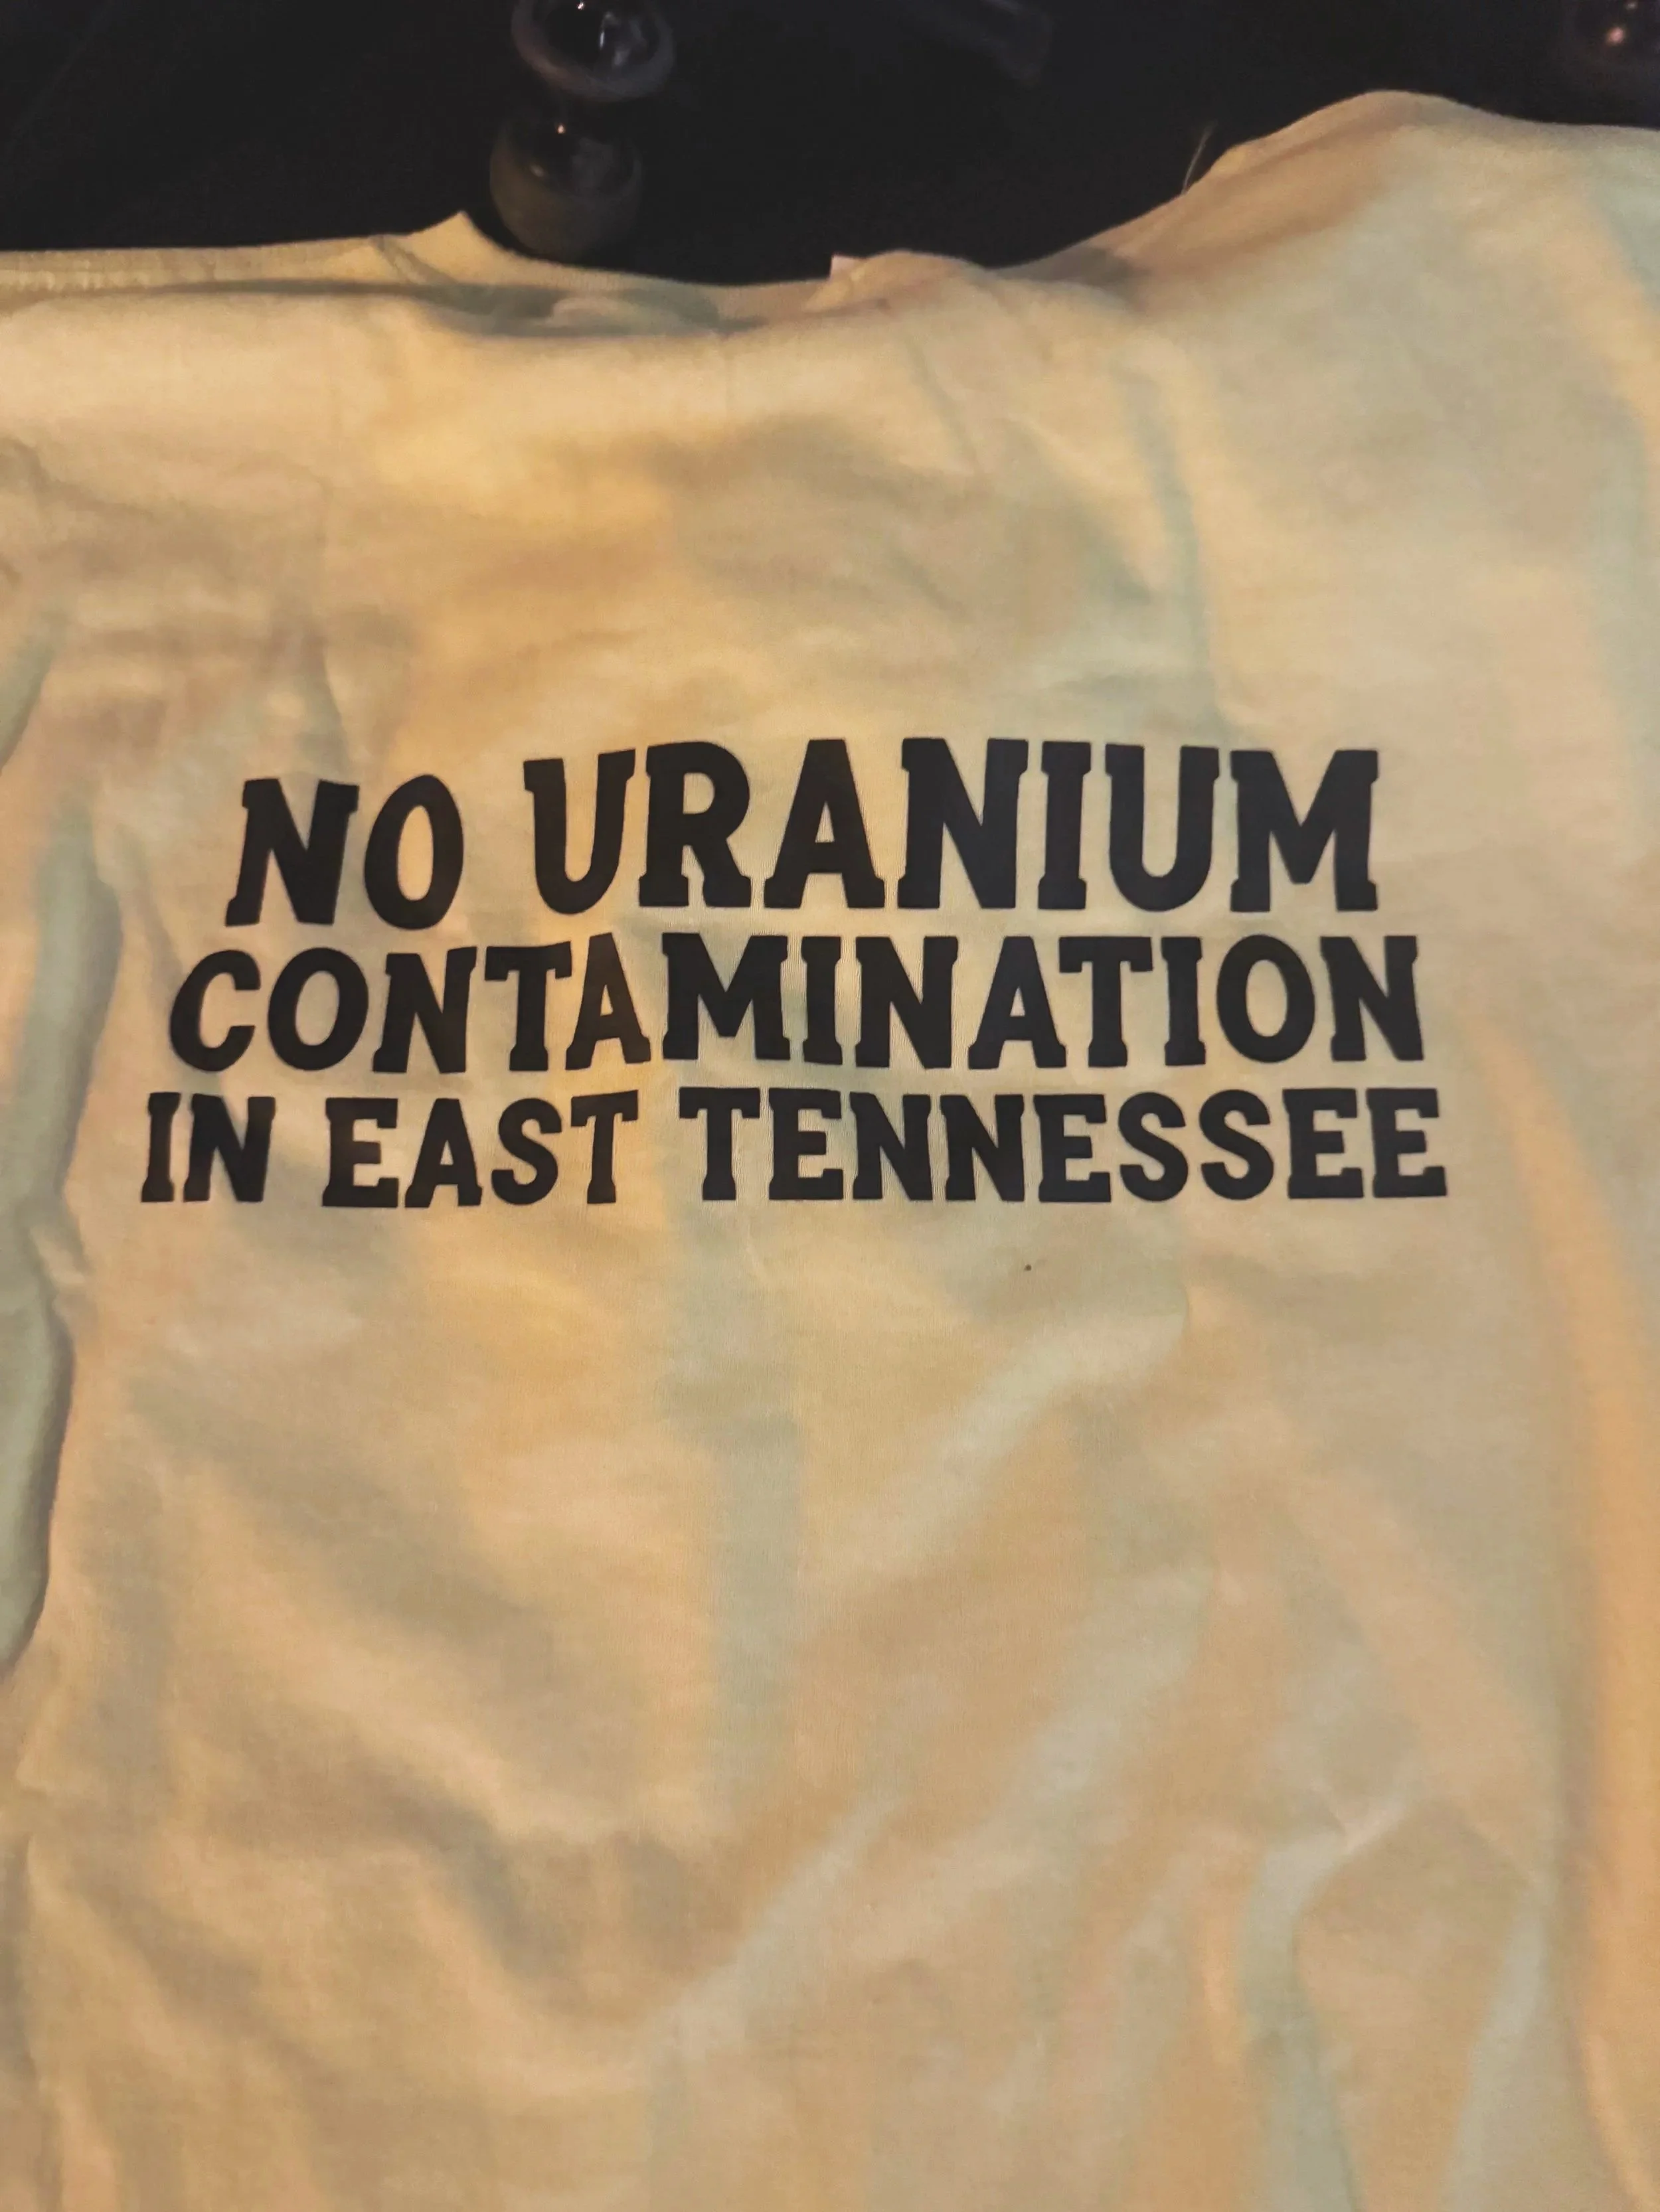 NO URANIUM
CONTAMINATION
IN EAST TENNESSEE